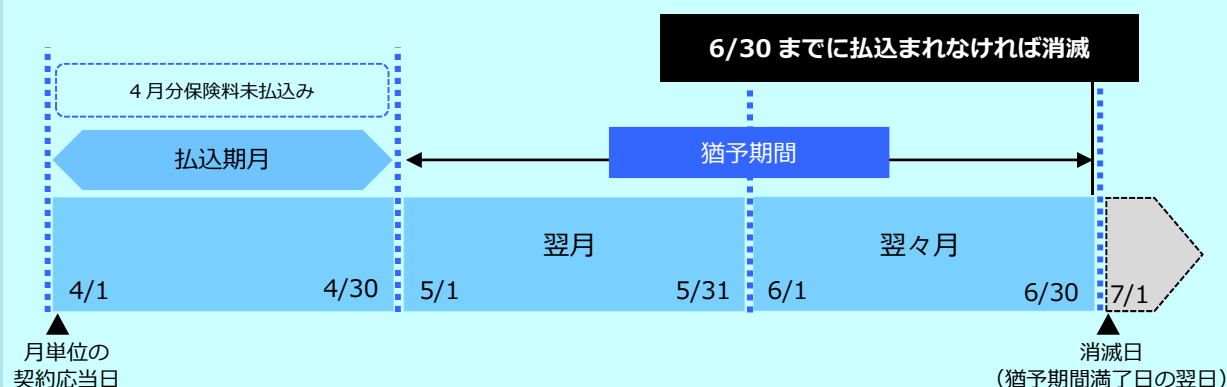 6/30 までに払込まれなければ消滅
４月分保険料未払込み
払込期月
猶予期間
翌月
翌々月
4/1
4/30
5/1
5/31
6/1
6/30
7/1
月単位の
契約応当日
消滅日
（猶予期間満了日の翌日）